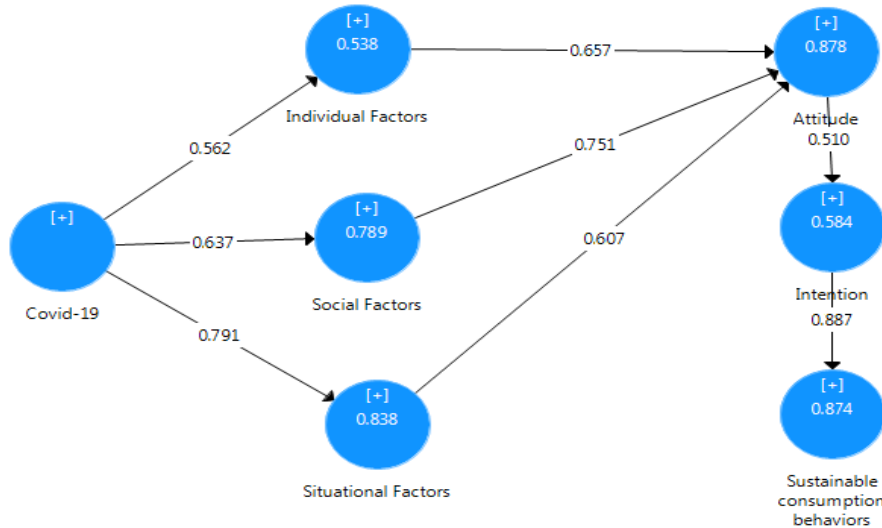 [+]
0.538
Individual Factors
0.657
[+]
0.878
Attitude
0.562
0.751
0.510
[+]
Covid-19
0.637
[+]
0.789
Social Factors
0.607
[+]
0.584
Intention
0.791
0.887
[+]
0.838
Situational Factors
[+]
0.874
Sustainable
consumption
behaviors